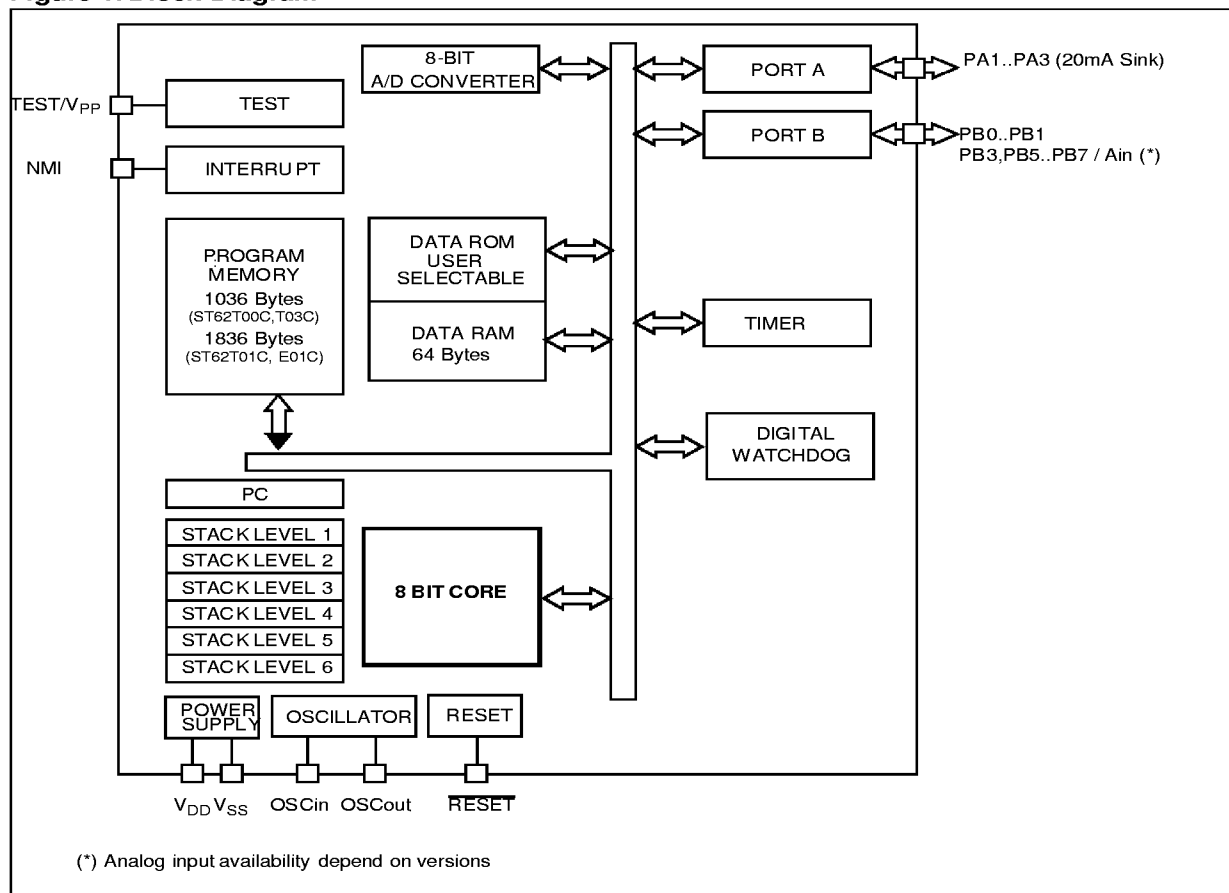 8-BIT
A/D CONVERTER
PORT A
PA1..PA3 (20mA Sink)
TEST/VPP
TEST
PORT B
PB0..PB1
PB3,PB5..PB7 / Ain (*)
NMI
INTERRUPT
PROGRAM
MEMORY
1036 Bytes
(ST62T00C,T03C)
1836 Bytes
(ST62T01C, E01C)
DATA ROM
USER
SELECTABLE
DATA RAM
64 Bytes
TIMER
DIGITAL
WATCHDOG
PC
STACK LEVEL 1
STACK LEVEL 2
STACK LEVEL 3
STACK LEVEL 4
STACK LEVEL 5
STACK LEVEL 6
8 BIT CORE
POWER
SUPPLY
OSCILLATOR
RESET
VDD VSS OSCin OSCout RESET
(*) Analog input availability depend on versions